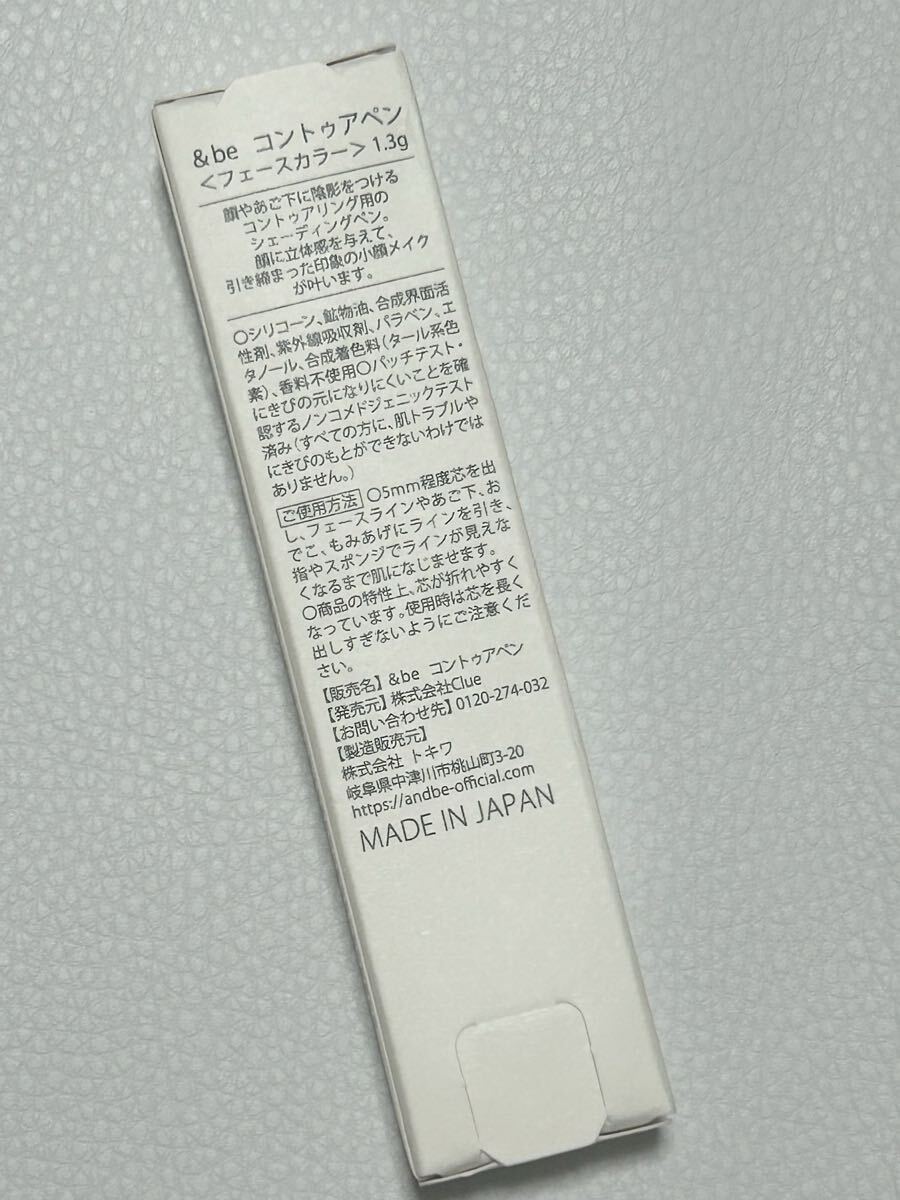 &be コントゥアペン
<フェースカラー> 1.3g
顔やあご下に陰影をつける
コントゥアリング用の
シェーディングペン。
顔に立体感を与えて、
引き締まった印象の小顔メイク
が叶います。
〇シリコーン、鉱物油、合成界面活
性剤、紫外線吸収剤、パラベン、エ
タノール、合成着色料(タール系色
素)、香料不使用〇パッチテスト・
にきびの元になりにくいことを確
認するノンコメドジェニックテスト
済み(すべての方に、肌トラブルや
にきびのもとができないわけでは
ありません。)
ご使用方法 〇5mm程度芯を出
し、フェースラインやあご下、お
でこ、もみあげにラインを引き、
指やスポンジでラインが見えな
くなるまで肌になじませます。
〇商品の特性上、芯が折れやすく
なっています。使用時は芯を長く
出しすぎないようにご注意くだ
さい。
【販売名】 &be コントゥアペン
【発売元】 株式会社Clue
【お問い合わせ先】 0120-274-032
【製造販売元】
株式会社 トキワ
岐阜県中津川市桃山町3-20
https://andbe-official.com
MADE IN JAPAN